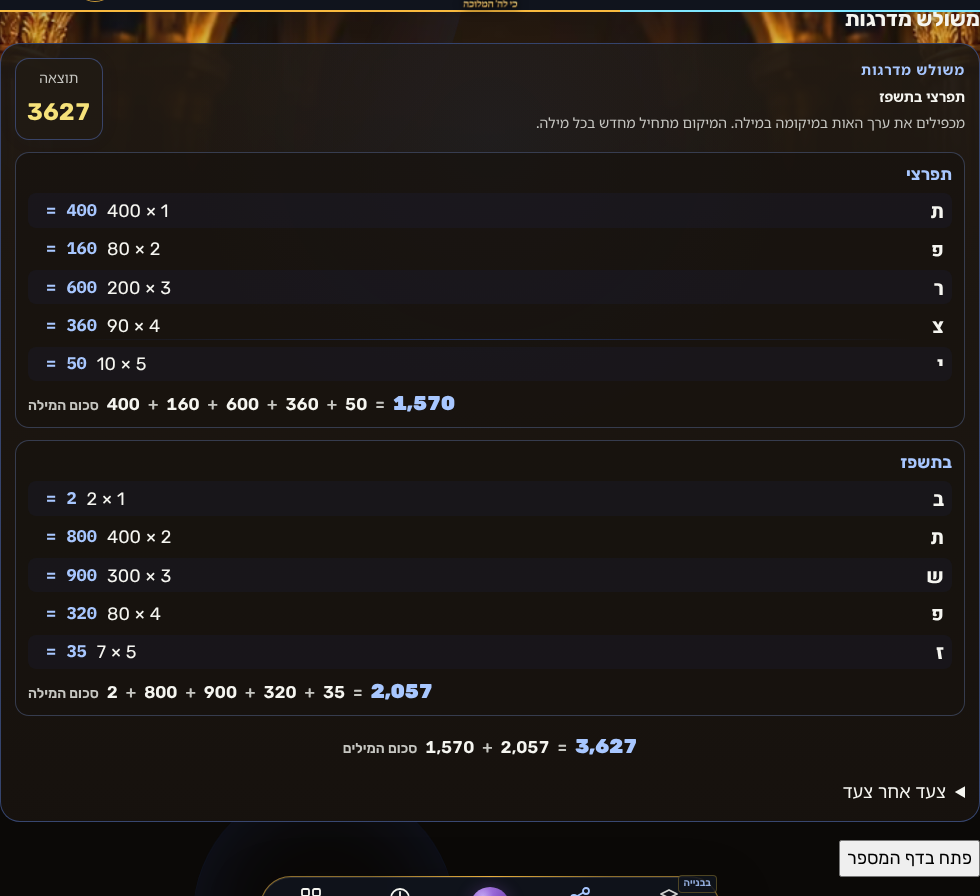 כי לה' המלוכה
משולש מדרגות
משולש מדרגות
תפרצי בתשפז
מכפילים את ערך האות במיקומה במילה. המיקום מתחיל מחדש בכל מילה.
תוצאה
3627
תפרצי
ת 400 × 1 400 =
פ 80 × 2 160 =
ר 200 × 3 600 =
צ 90 × 4 360 =
י 10 × 5 50 =
סכום המילה 400 + 160 + 600 + 360 + 50 = 1,570
בתשפז
ב 2 × 1 2 =
ת 400 × 2 800 =
ש 300 × 3 900 =
פ 80 × 4 320 =
ז 7 × 5 35 =
סכום המילה 2 + 800 + 900 + 320 + 35 = 2,057
סכום המילים 1,570 + 2,057 = 3,627
צעד אחר צעד
פתח בדף המספר
בבנייה